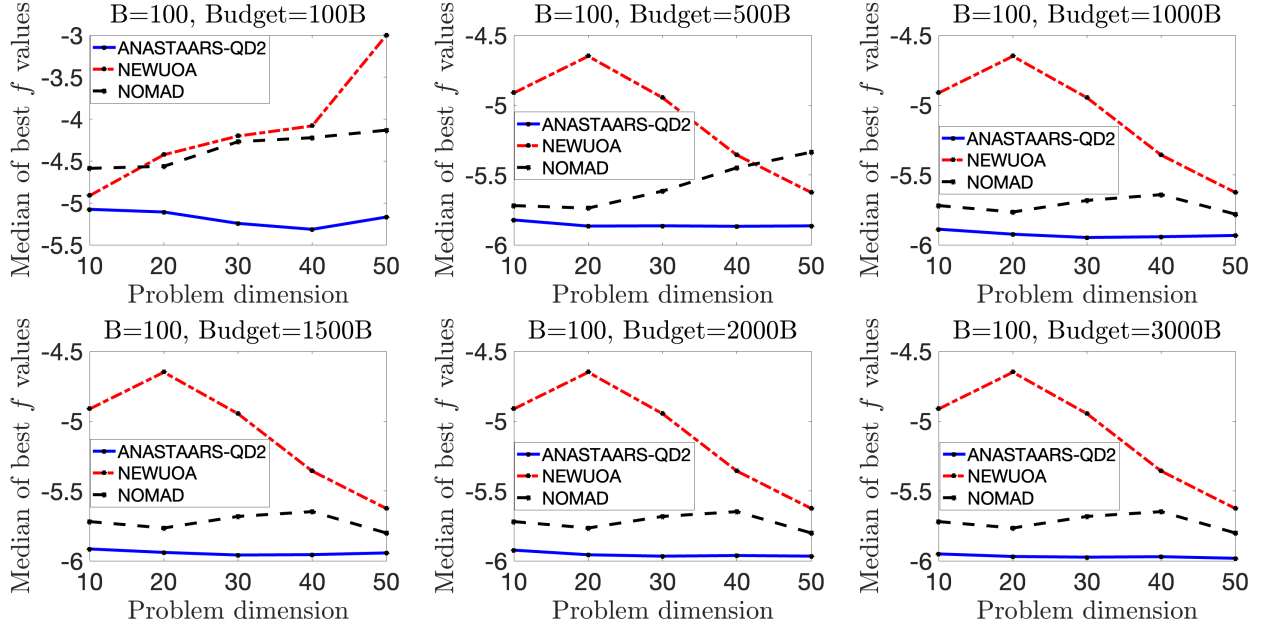 B=100, Budget=100B
Median of best f values
-3
-3.5
-4
-4.5
-5
-5.5
ANASTAARS-QD2
NEWUOA
NOMAD
10 20 30 40 50
Problem dimension
B=100, Budget=500B
Median of best f values
-4.5
-5
-5.5
-6
ANASTAARS-QD2
NEWUOA
NOMAD
10 20 30 40 50
Problem dimension
B=100, Budget=1000B
Median of best f values
-4.5
-5
-5.5
-6
ANASTAARS-QD2
NEWUOA
NOMAD
10 20 30 40 50
Problem dimension
B=100, Budget=1500B
Median of best f values
-4.5
-5
-5.5
-6
ANASTAARS-QD2
NEWUOA
NOMAD
10 20 30 40 50
Problem dimension
B=100, Budget=2000B
Median of best f values
-4.5
-5
-5.5
-6
ANASTAARS-QD2
NEWUOA
NOMAD
10 20 30 40 50
Problem dimension
B=100, Budget=3000B
Median of best f values
-4.5
-5
-5.5
-6
ANASTAARS-QD2
NEWUOA
NOMAD
10 20 30 40 50
Problem dimension